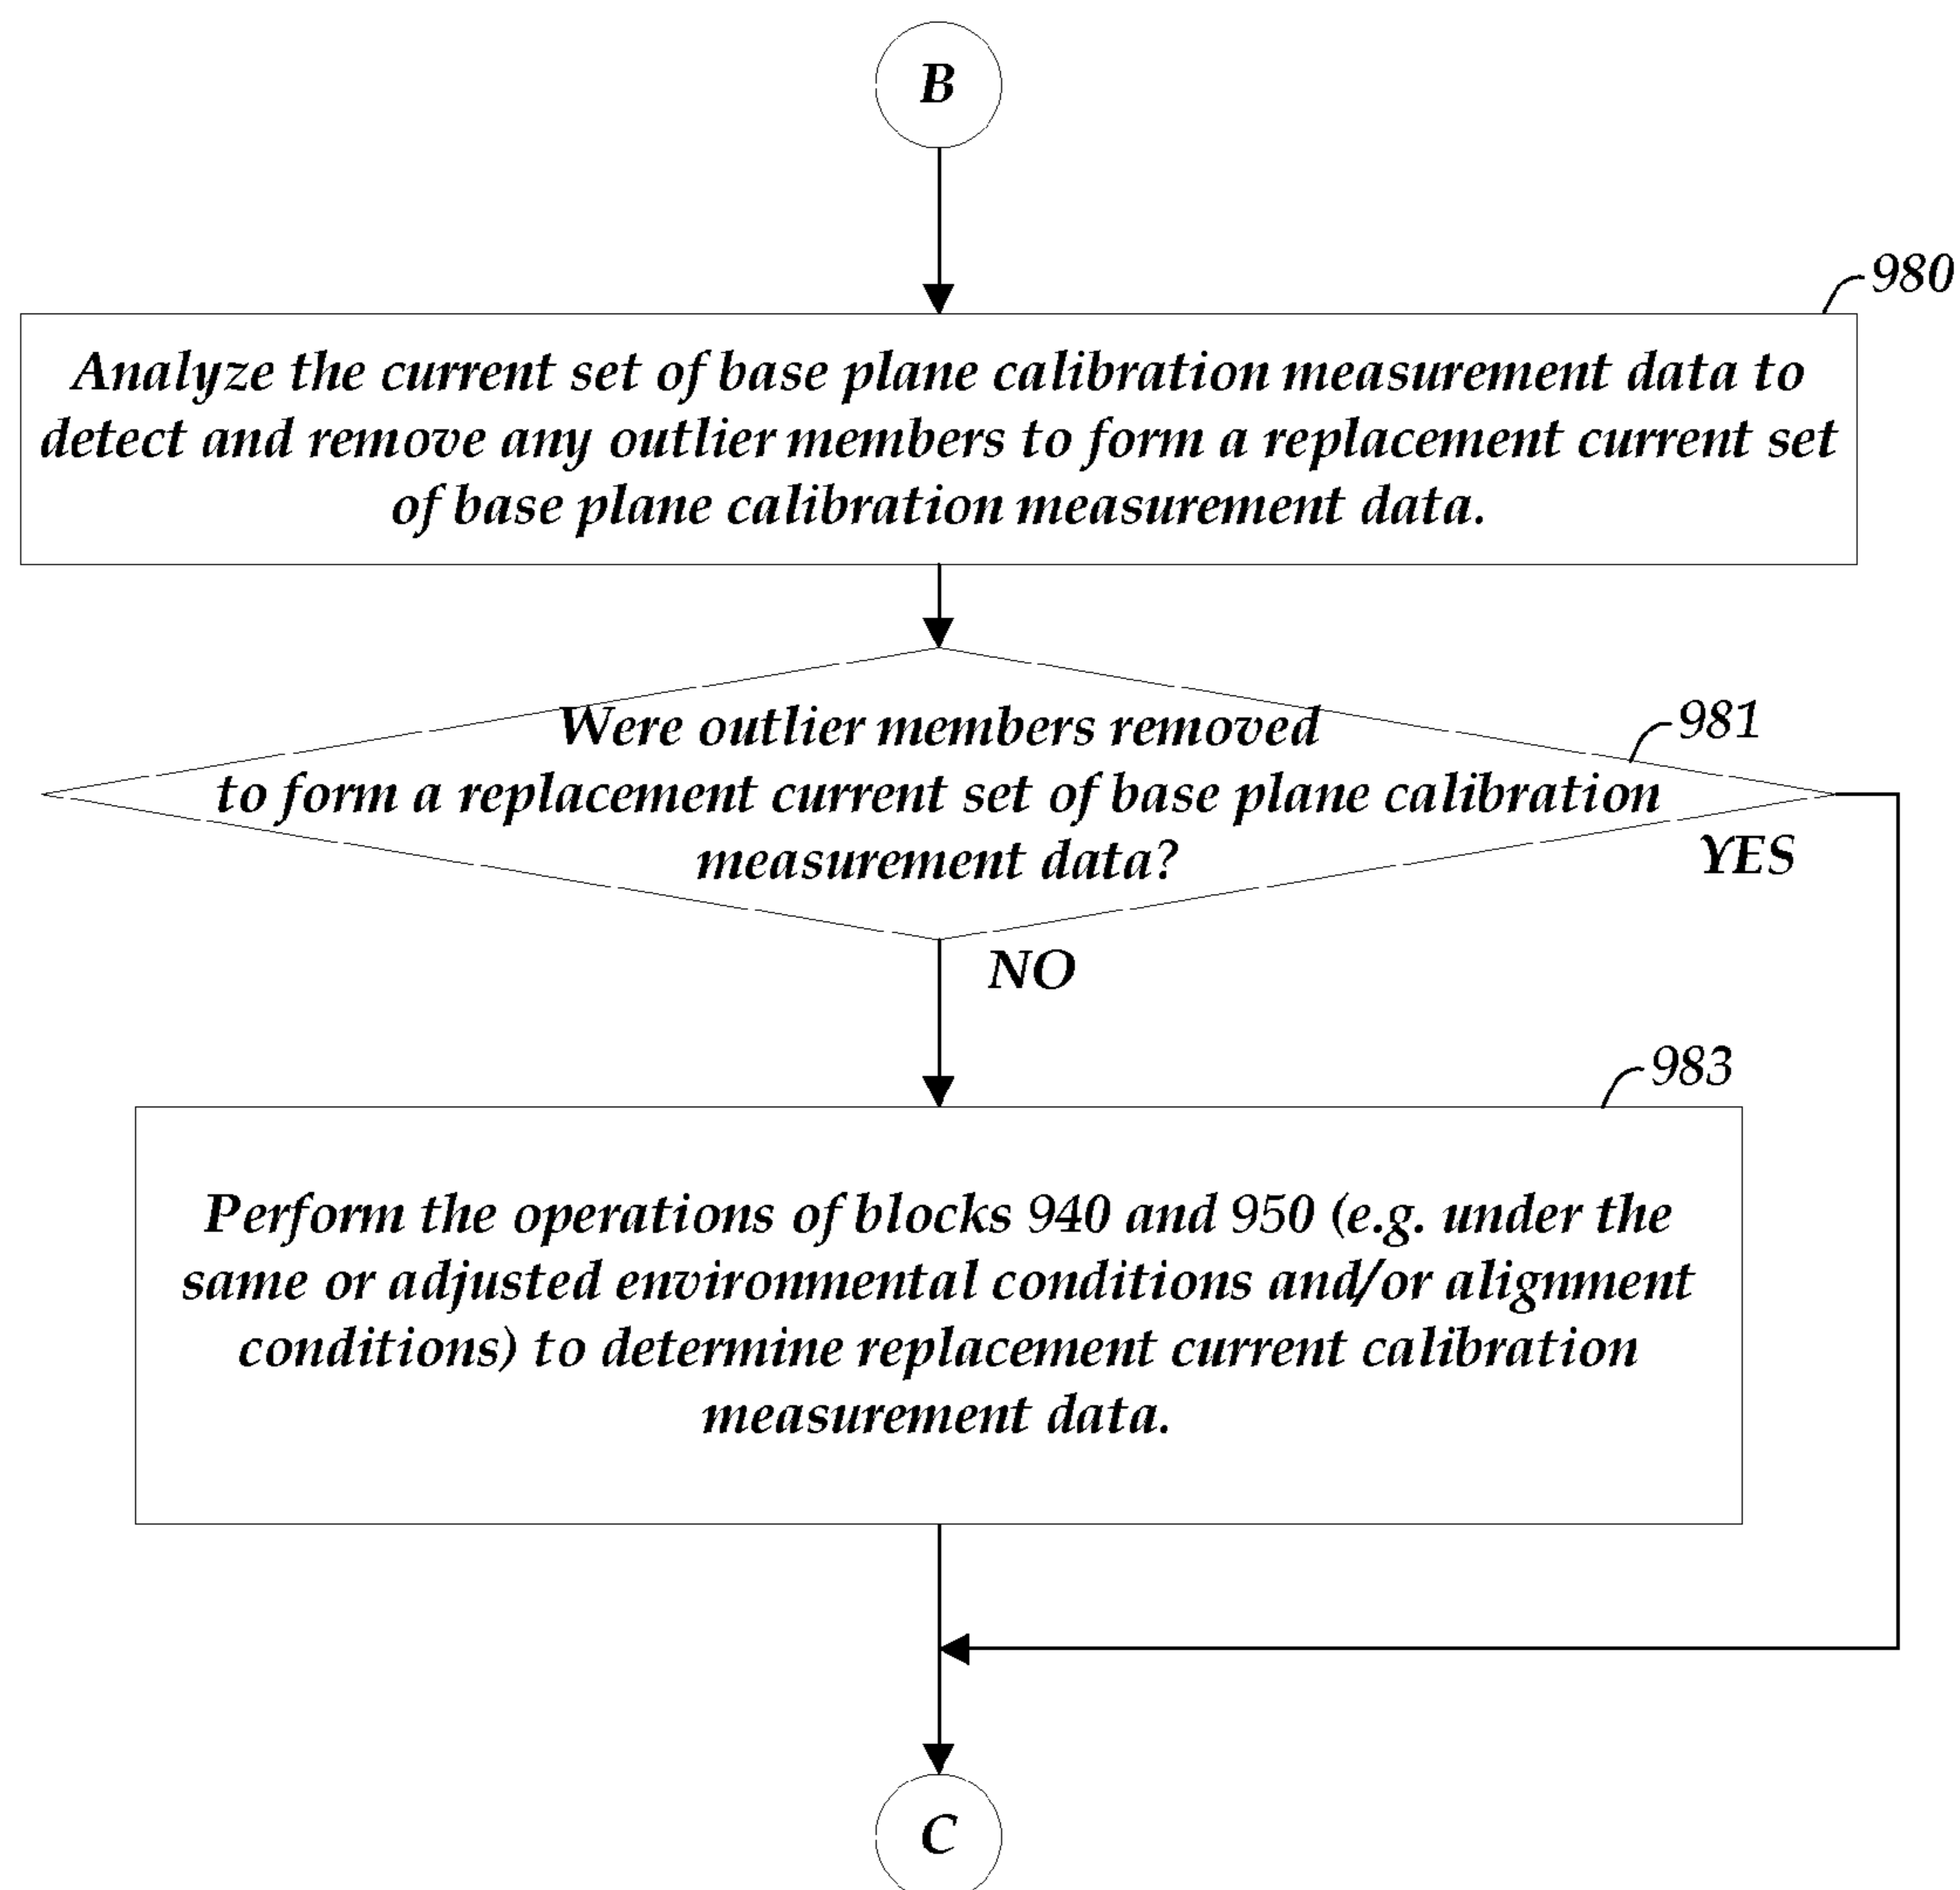 B
980
Analyze the current set of base plane calibration measurement data to
detect and remove any outlier members to form a replacement current set
of base plane calibration measurement data.
981
Were outlier members removed
to form a replacement current set of base plane calibration
measurement data?
YES
NO
983
Perform the operations of blocks 940 and 950 (e.g. under the
same or adjusted environmental conditions and/or alignment
conditions) to determine replacement current calibration
measurement data.
C